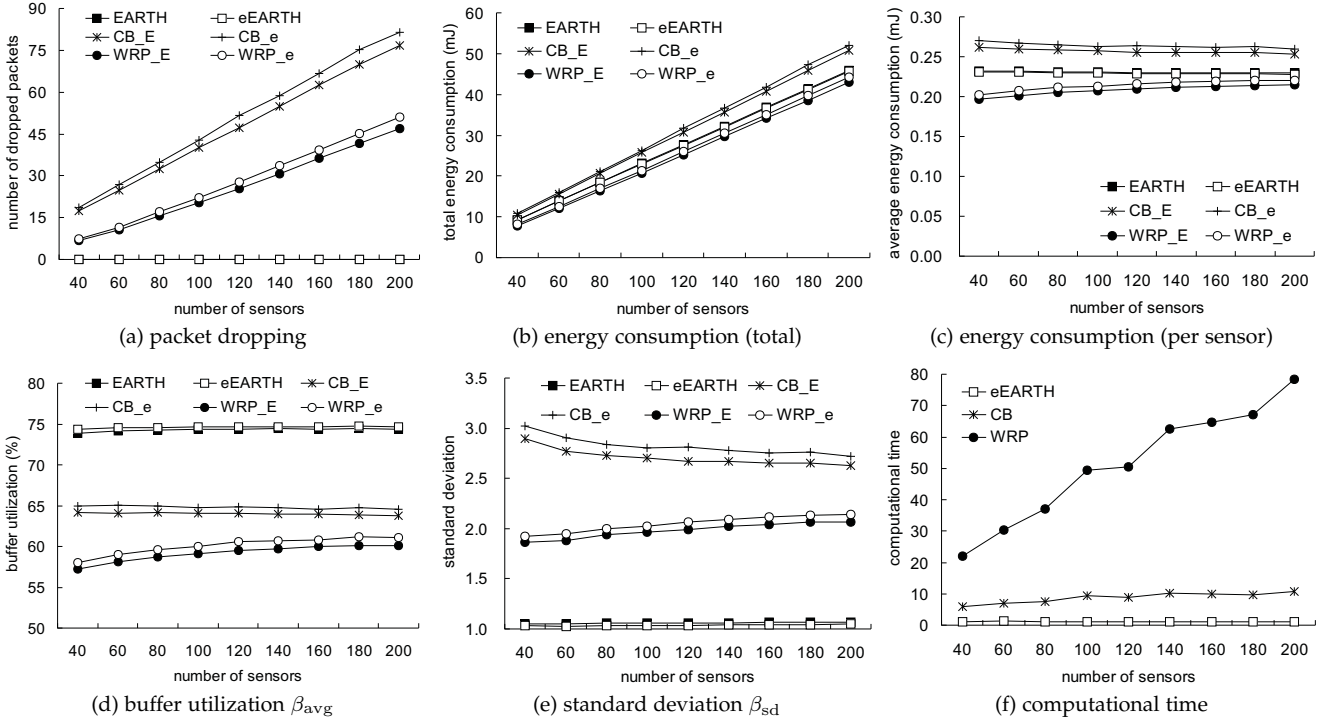 EARTH eEARTH
CB_E CB_e
WRP_E WRP_e
number of dropped packets
90
75
60
45
30
15
0
40 60 80 100 120 140 160 180 200
number of sensors
(a) packet dropping
EARTH eEARTH
CB_E CB_e
WRP_E WRP_e
total energy consumption (mJ)
60
50
40
30
20
10
0
40 60 80 100 120 140 160 180 200
number of sensors
(b) energy consumption (total)
average energy consumption (mJ)
0.30
0.25
0.20
0.15
0.10
0.05
0.00
EARTH eEARTH
CB_E CB_e
WRP_E WRP_e
40 60 80 100 120 140 160 180 200
number of sensors
(c) energy consumption (per sensor)
EARTH eEARTH CB_E
CB_e WRP_E WRP_e
buffer utilization (%)
80
75
70
65
60
55
50
40 60 80 100 120 140 160 180 200
number of sensors
(d) buffer utilization βavg
EARTH eEARTH CB_E
CB_e WRP_E WRP_e
standard deviation
3.5
3.0
2.5
2.0
1.5
1.0
40 60 80 100 120 140 160 180 200
number of sensors
(e) standard deviation βsd
eEARTH
CB
WRP
computational time
80
70
60
50
40
30
20
10
0
40 60 80 100 120 140 160 180 200
number of sensors
(f) computational time